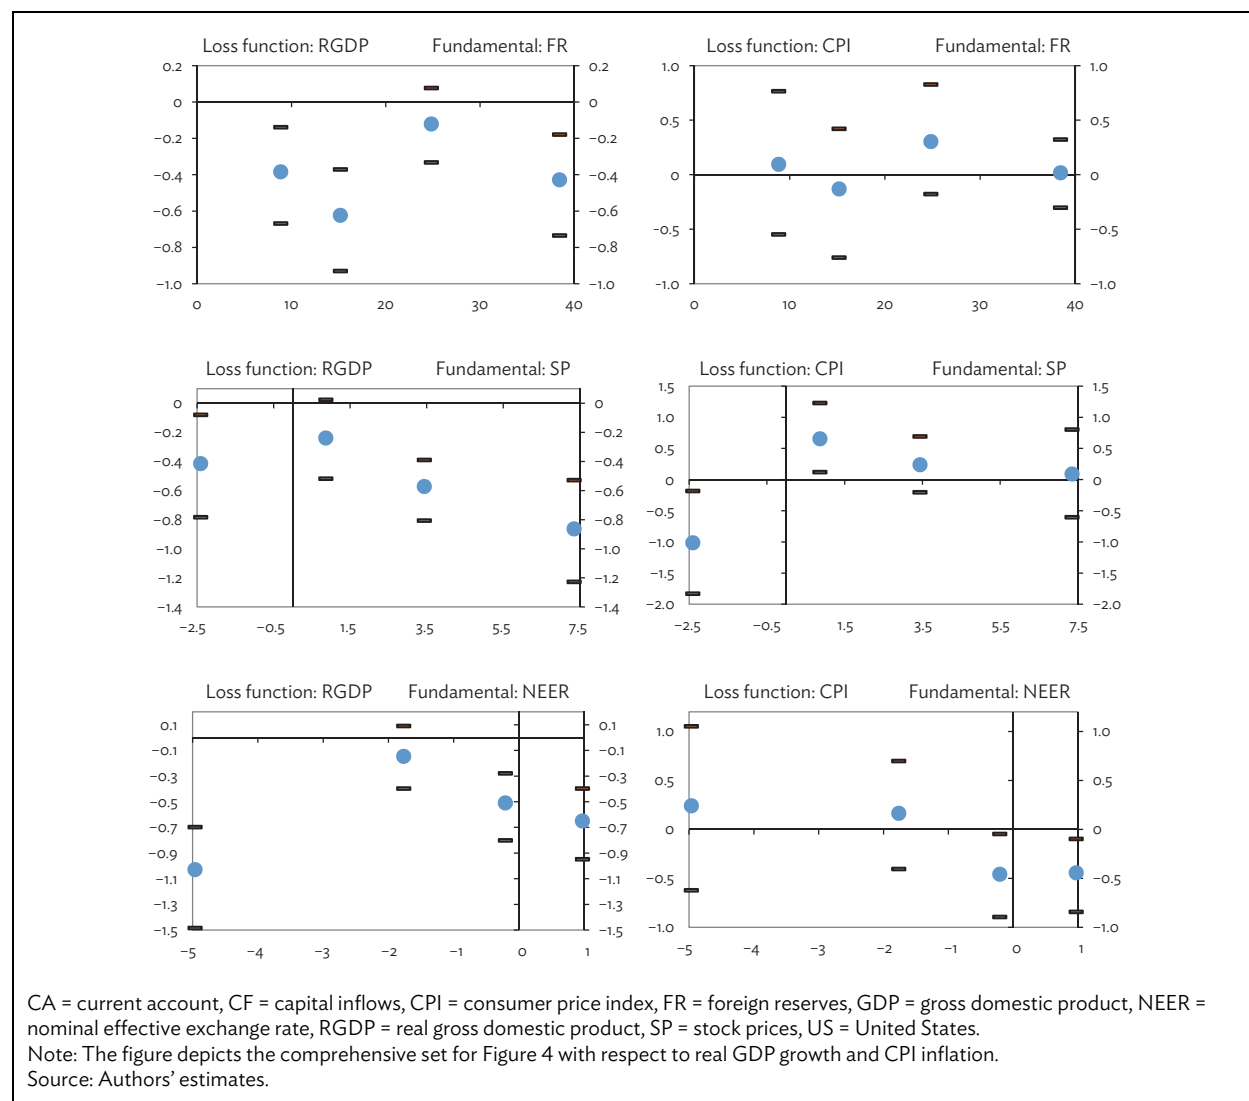 Loss function: RGDP Fundamental: FR
0.2 0.2
0 0
−0.2 −0.2
−0.4 −0.4
−0.6 −0.6
−0.8 −0.8
−1.0 −1.0
0 10 20 30 40
Loss function: CPI Fundamental: FR
1.0 1.0
0.5 0.5
0 0
−0.5 −0.5
−1.0 −1.0
0 10 20 30 40
Loss function: RGDP Fundamental: SP
0 0
−0.2 −0.2
−0.4 −0.4
−0.6 −0.6
−0.8 −0.8
−1.0 −1.0
−1.2 −1.2
−1.4 −1.4
−2.5 −0.5 1.5 3.5 5.5 7.5
Loss function: CPI Fundamental: SP
1.5 1.5
1.0 1.0
0.5 0.5
0 0
−0.5 −0.5
−1.0 −1.0
−1.5 −1.5
−2.0 −2.0
−2.5 −0.5 1.5 3.5 5.5 7.5
Loss function: RGDP Fundamental: NEER
0.1 0.1
−0.1 −0.1
−0.3 −0.3
−0.5 −0.5
−0.7 −0.7
−0.9 −0.9
−1.1 −1.1
−1.3 −1.3
−1.5 −1.5
−5 −4 −3 −2 −1 0 1
Loss function: CPI Fundamental: NEER
1.0 1.0
0.5 0.5
0 0
−0.5 −0.5
−1.0 −1.0
−5 −4 −3 −2 −1 0 1
CA = current account, CF = capital inflows, CPI = consumer price index, FR = foreign reserves, GDP = gross domestic product, NEER =
nominal effective exchange rate, RGDP = real gross domestic product, SP = stock prices, US = United States.
Note: The figure depicts the comprehensive set for Figure 4 with respect to real GDP growth and CPI inflation.
Source: Authors’ estimates.